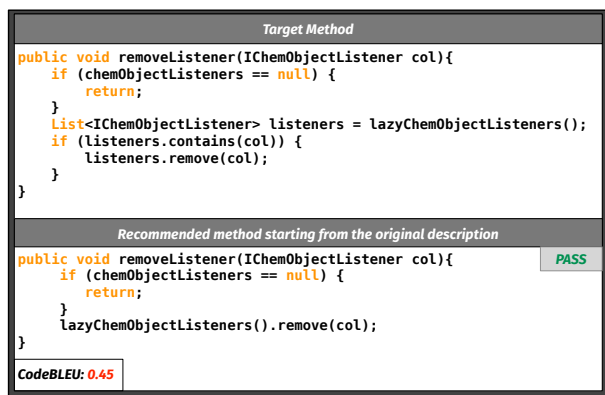 Target Method
public void removeListener(IChemObjectListener col){
    if (chemObjectListeners == null) {
        return;
    }
    List<IChemObjectListener> listeners = lazyChemObjectListeners();
    if (listeners.contains(col)) {
        listeners.remove(col);
    }
}
Recommended method starting from the original description
public void removeListener(IChemObjectListener col){
PASS
     if (chemObjectListeners == null) {
        return;
     }
     lazyChemObjectListeners().remove(col);
}
CodeBLEU: 0.45